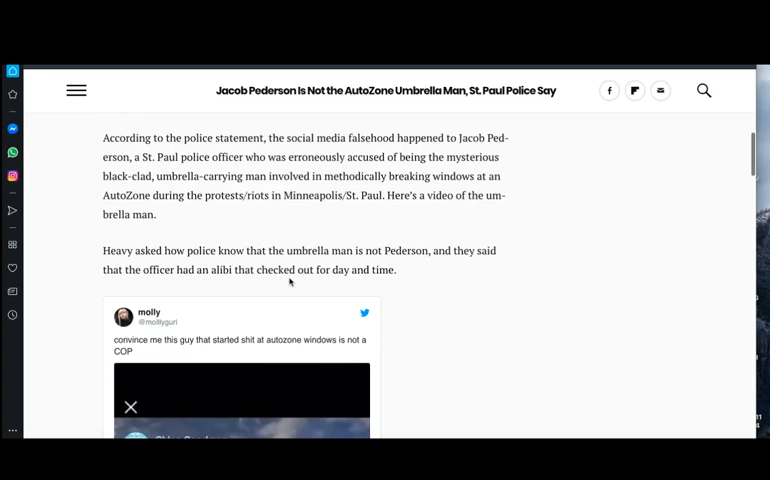 Jacob Pederson Is Not the AutoZone Umbrella Man, St. Paul Police Say
According to the police statement, the social media falsehood happened to Jacob Ped-
erson, a St. Paul police officer who was erroneously accused of being the mysterious
black-clad, umbrella-carrying man involved in methodically breaking windows at an
AutoZone during the protests/riots in Minneapolis/St. Paul. Here's a video of the um-
brella man.
Heavy asked how police know that the umbrella man is not Pederson, and they said
that the officer had an alibi that checked out for day and time.
molly
@molllygurl
convince me this guy that started shit at autozone windows is not a
COP